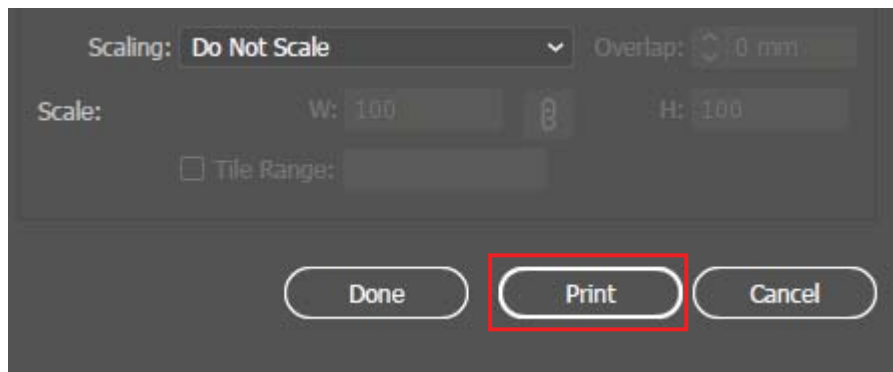 Scaling: Do Not Scale Overlap: 0 mm
Scale: W: 100 H: 100
Tile Range:
Done Print Cancel